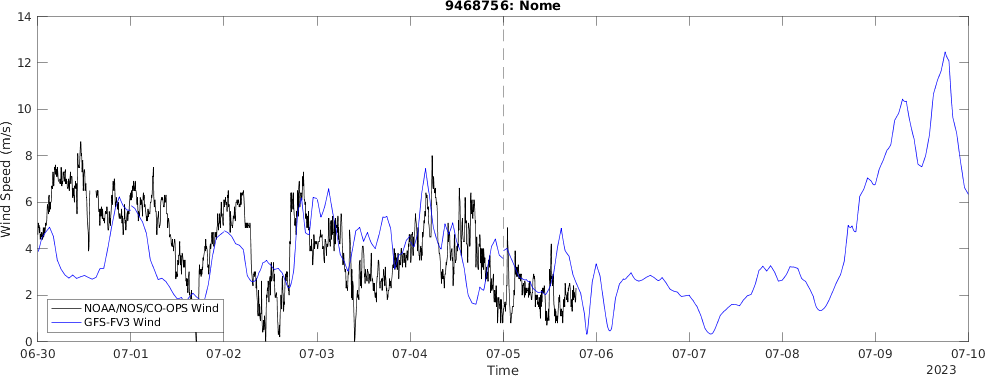 9468756: Nome
14
12
10
8
6
4
2
0
Wind Speed (m/s)
NOAA/NOS/CO-OPS Wind
GFS-FV3 Wind
06-30 07-01 07-02 07-03 07-04 07-05 07-06 07-07 07-08 07-09 07-10
Time
2023